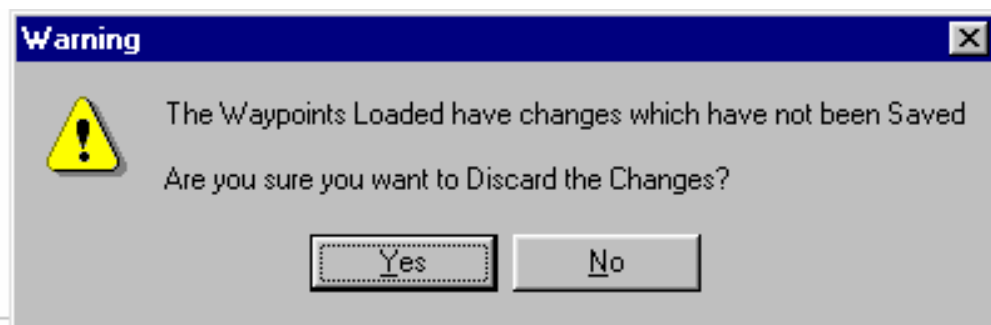 Warning
The Waypoints Loaded have changes which have not been Saved
Are you sure you want to Discard the Changes?
Yes No